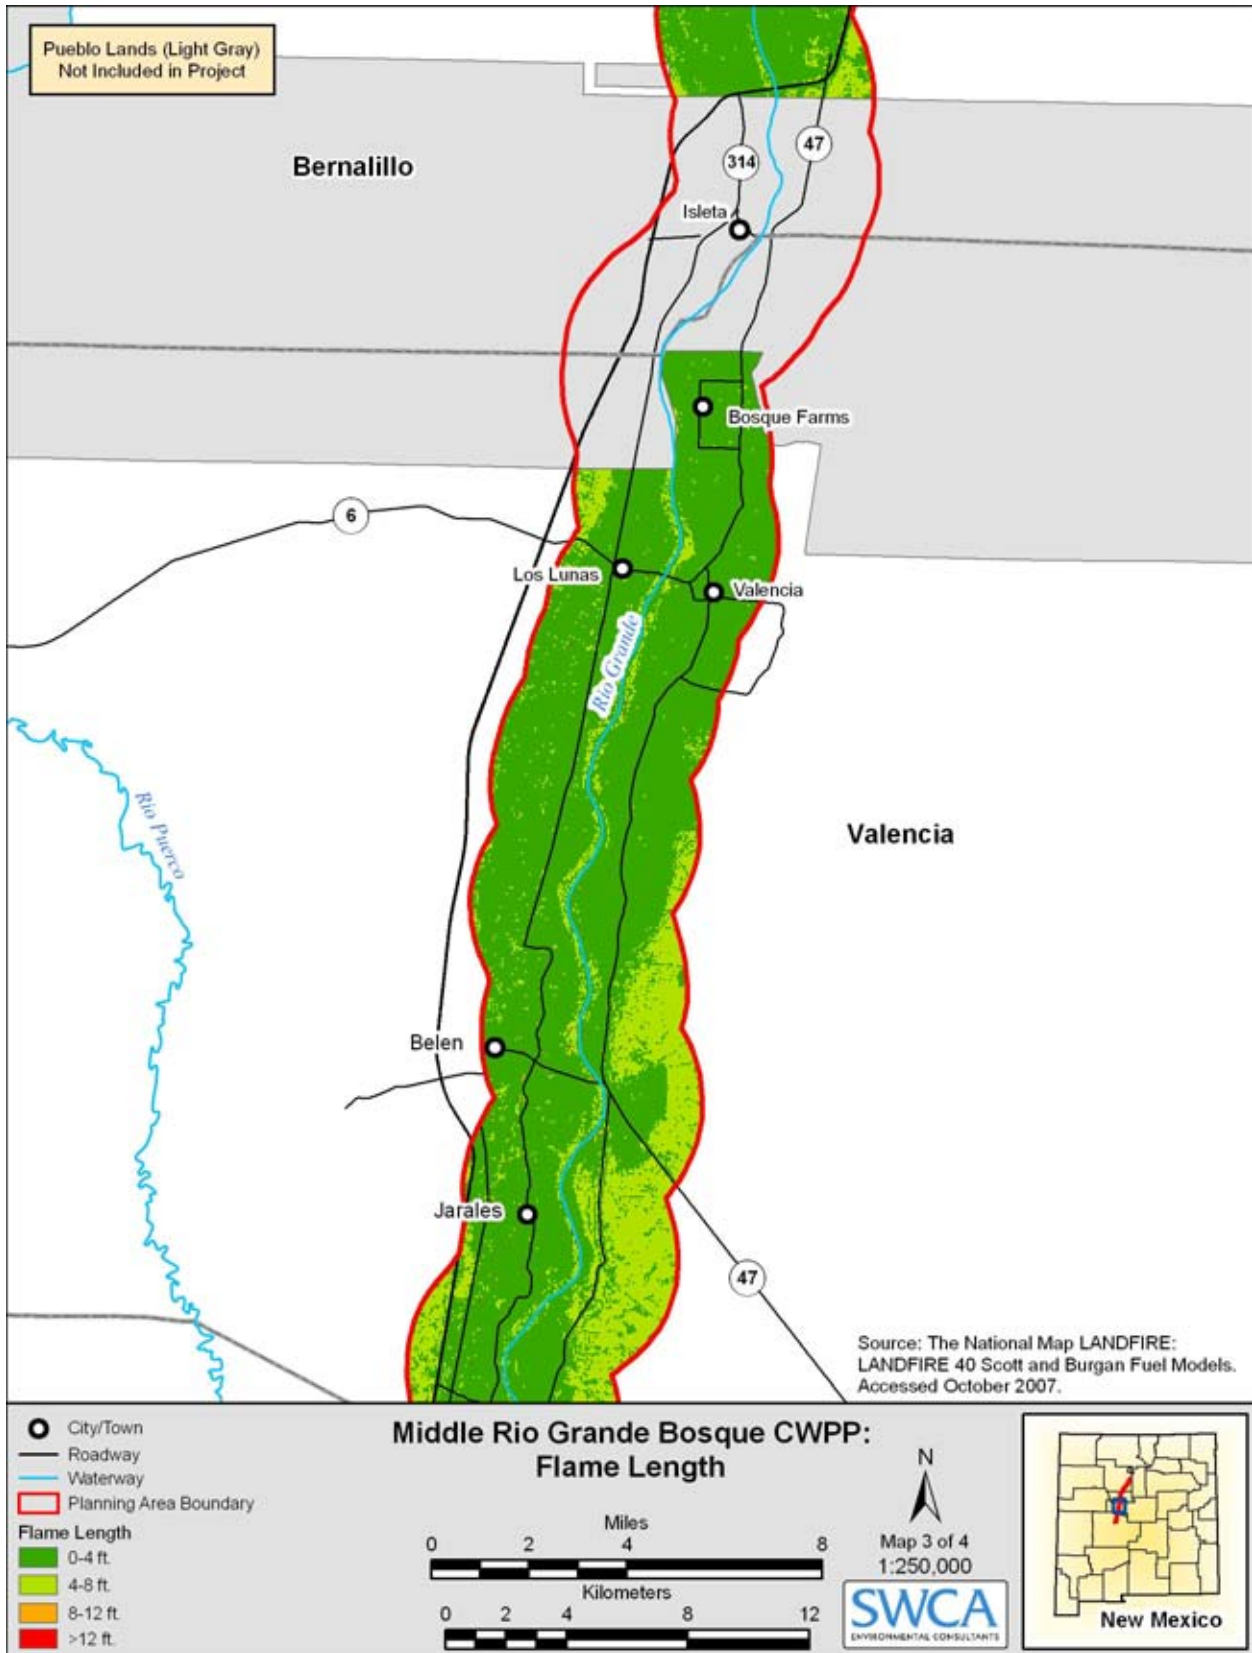 Pueblo Lands (Light Gray)
Not Included in Project
Bernalillo
314
47
Isleta
Bosque Farms
6
Los Lunas
Valencia
Rio Grande
Rio Puerco
Valencia
Belen
Jarales
47
Source: The National Map LANDFIRE:
LANDFIRE 40 Scott and Burgan Fuel Models.
Accessed October 2007.
City/Town
Roadway
Waterway
Planning Area Boundary
Flame Length
0-4 ft.
4-8 ft.
8-12 ft.
>12 ft.
Middle Rio Grande Bosque CWPP:
Flame Length
Miles
0 2 4 8
Kilometers
0 2 4 8 12
N
Map 3 of 4
1:250,000
SWCA
ENVIRONMENTAL CONSULTANTS
New Mexico